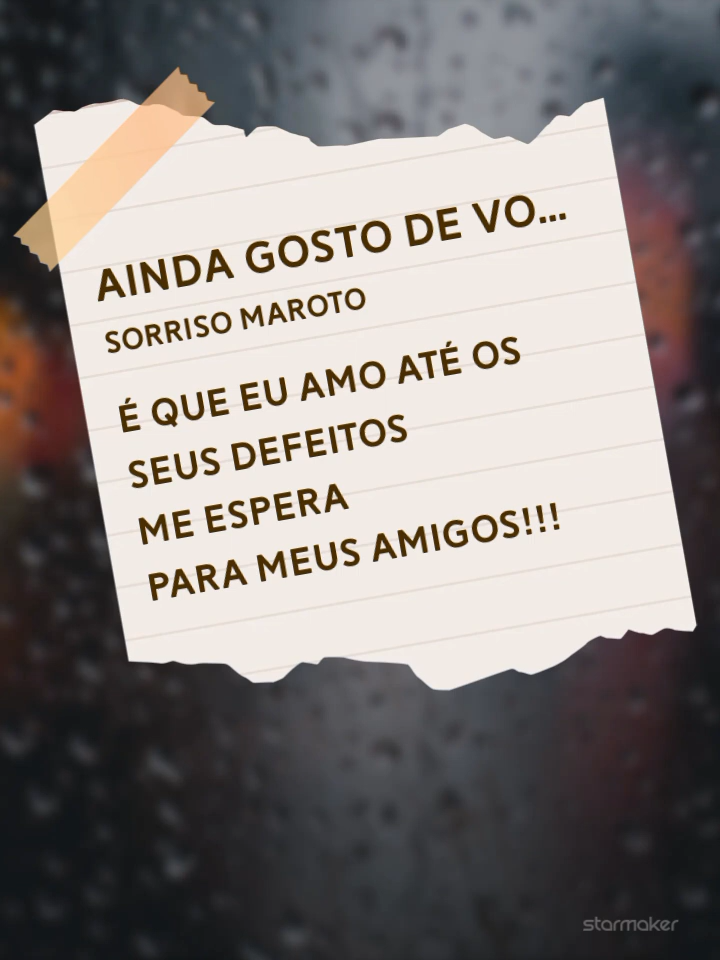 AINDA GOSTO DE VO...
SORRISO MAROTO
É QUE EU AMO ATÉ OS
SEUS DEFEITOS
ME ESPERA
PARA MEUS AMIGOS!!!
starmaker